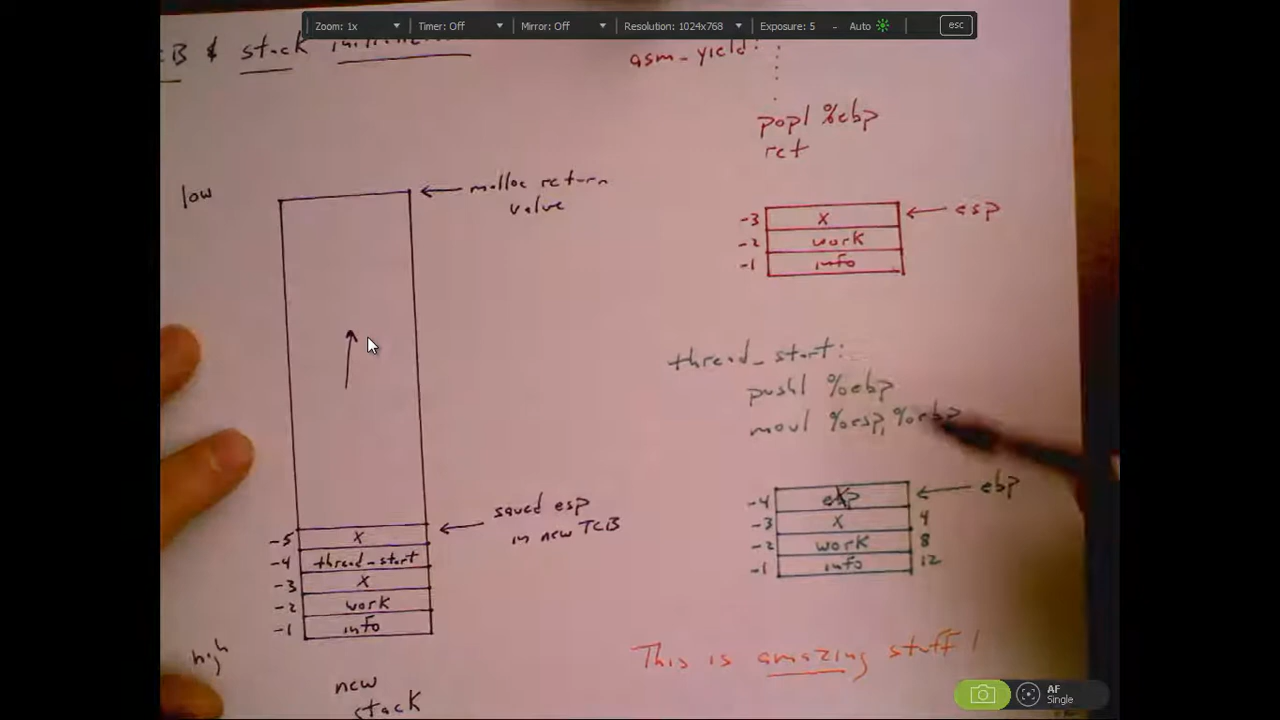 Zoom: 1x Timer: Off Mirror: Off Resolution: 1024x768 Exposure: 5 - Auto esc
CB & stack
asm_yield:
popl %ebp
ret
low
malloc return
value
-3 x
esp
-2 work
-1 info
thread_start:
pushl %ebp
movl %esp, %ebp
saved esp
in new TCB
-5 x
-4 thread_start
-3 x
-2 work
-1 info
high
new
stack
-4
ebp
-3 x 4
-2 work 8
-1 info 12
This is amazing stuff!
AF
Single